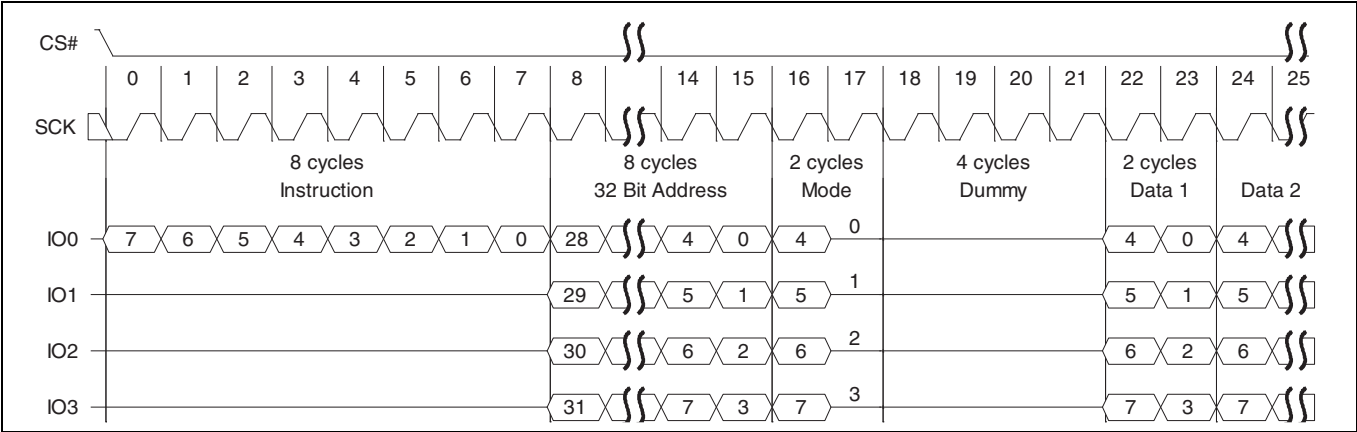 CS#
0 1 2 3 4 5 6 7 8 14 15 16 17 18 19 20 21 22 23 24 25
SCK
8 cycles 8 cycles 2 cycles 4 cycles 2 cycles
Instruction 32 Bit Address Mode Dummy Data 1 Data 2
IO0 7 6 5 4 3 2 1 0 28 4 0 4 0 4 0 4
IO1 29 5 1 5 1 5 1 5
IO2 30 6 2 6 2 6 2 6
IO3 31 7 3 7 3 7 3 7